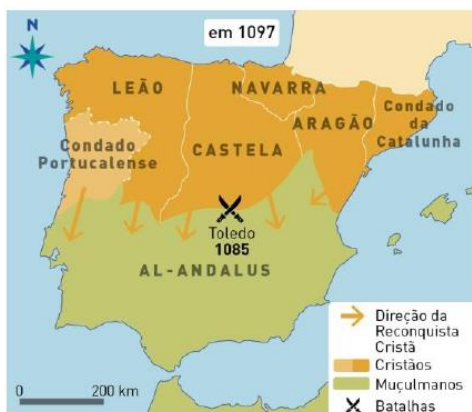 em 1097
N
LEÃO
NAVARRA
ARAGÃO
Condado
da
Catalunha
Condado
Portucalense
CASTELA
Toledo
1085
AL-ANDALUS
Direção da
Reconquista
Cristã
Cristãos
Muçulmanos
Batalhas
0 200 km